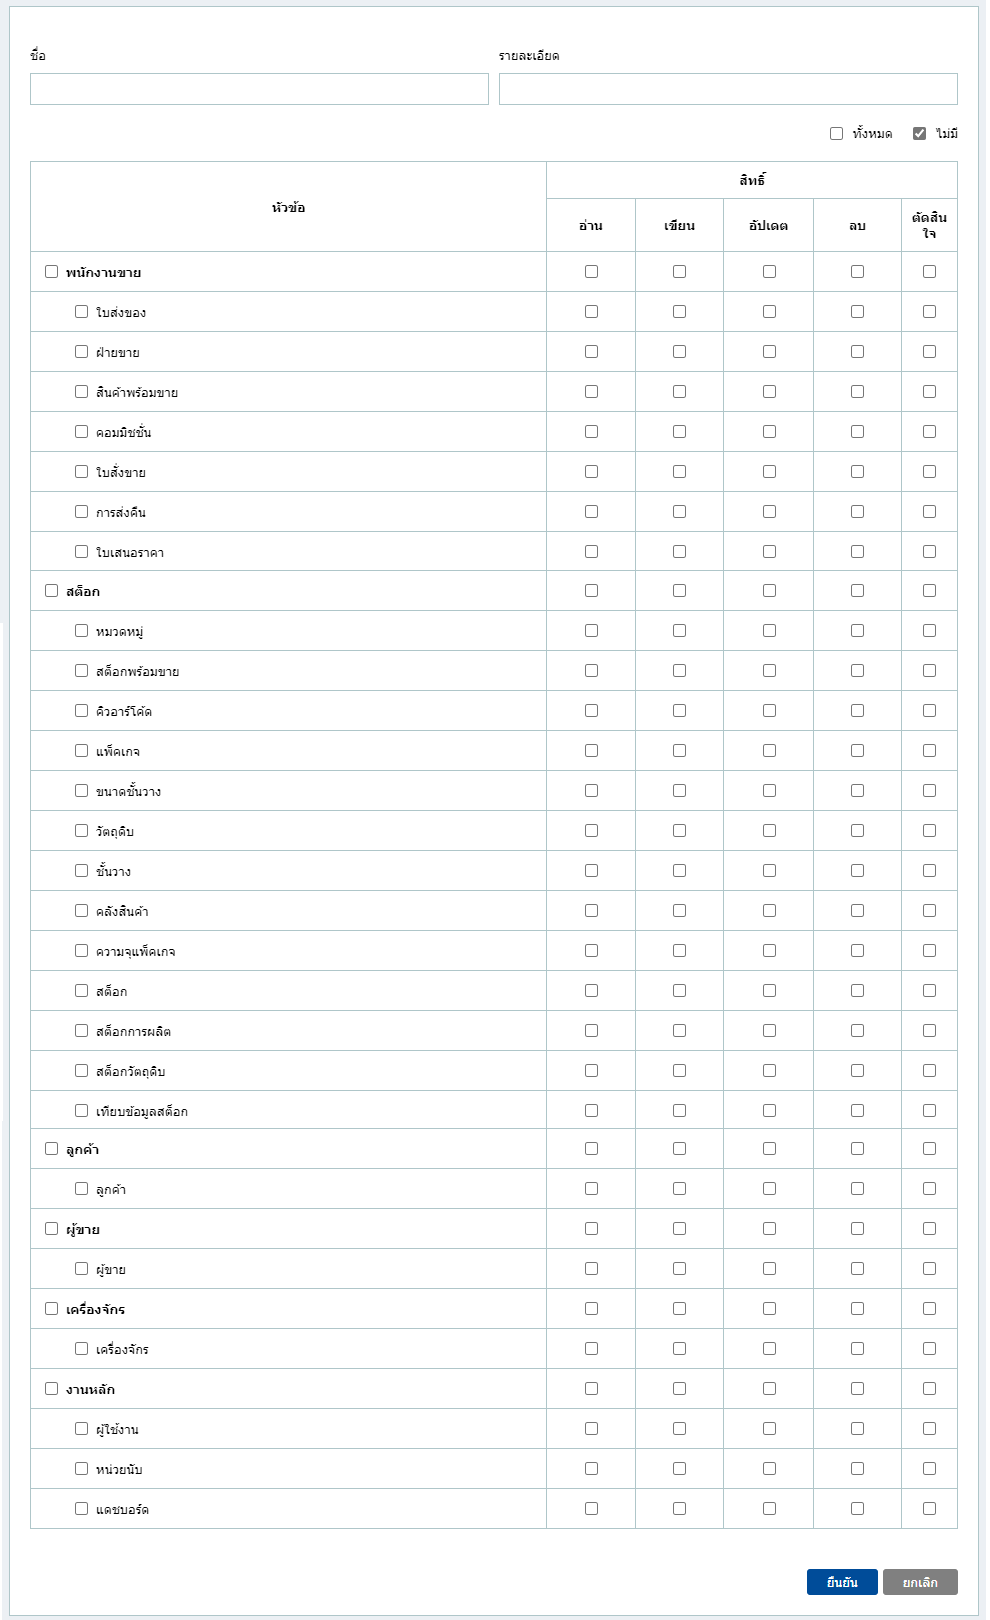 ชื่อ
รายละเอียด
ทั้งหมด
ไม่มี
หัวข้อ
สิทธิ์
อ่าน
เขียน
อัปเดต
ลบ
ตัดสิน
ใจ
พนักงานขาย
ใบส่งของ
ฝ่ายขาย
สินค้าพร้อมขาย
คอมมิชชั่น
ใบสั่งขาย
การส่งคืน
ใบเสนอราคา
สต็อก
หมวดหมู่
สต็อกพร้อมขาย
คิวอาร์โค้ด
แพ็คเกจ
ขนาดชั้นวาง
วัตถุดิบ
ชั้นวาง
คลังสินค้า
ความจุแพ็คเกจ
สต็อก
สต็อกการผลิต
สต็อกวัตถุดิบ
เทียบข้อมูลสต็อก
ลูกค้า
ลูกค้า
ผู้ขาย
ผู้ขาย
เครื่องจักร
เครื่องจักร
งานหลัก
ผู้ใช้งาน
หน่วยนับ
แดชบอร์ด
ยืนยัน
ยกเลิก